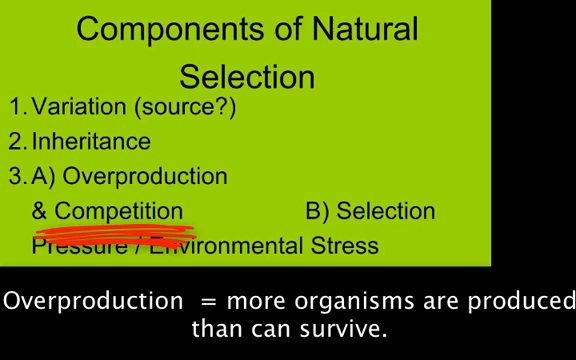 Components of Natural
Selection
1. Variation (source?)
2. Inheritance
3. A) Overproduction
& Competition B) Selection
Pressure / Environmental Stress
Overproduction = more organisms are produced
than can survive.